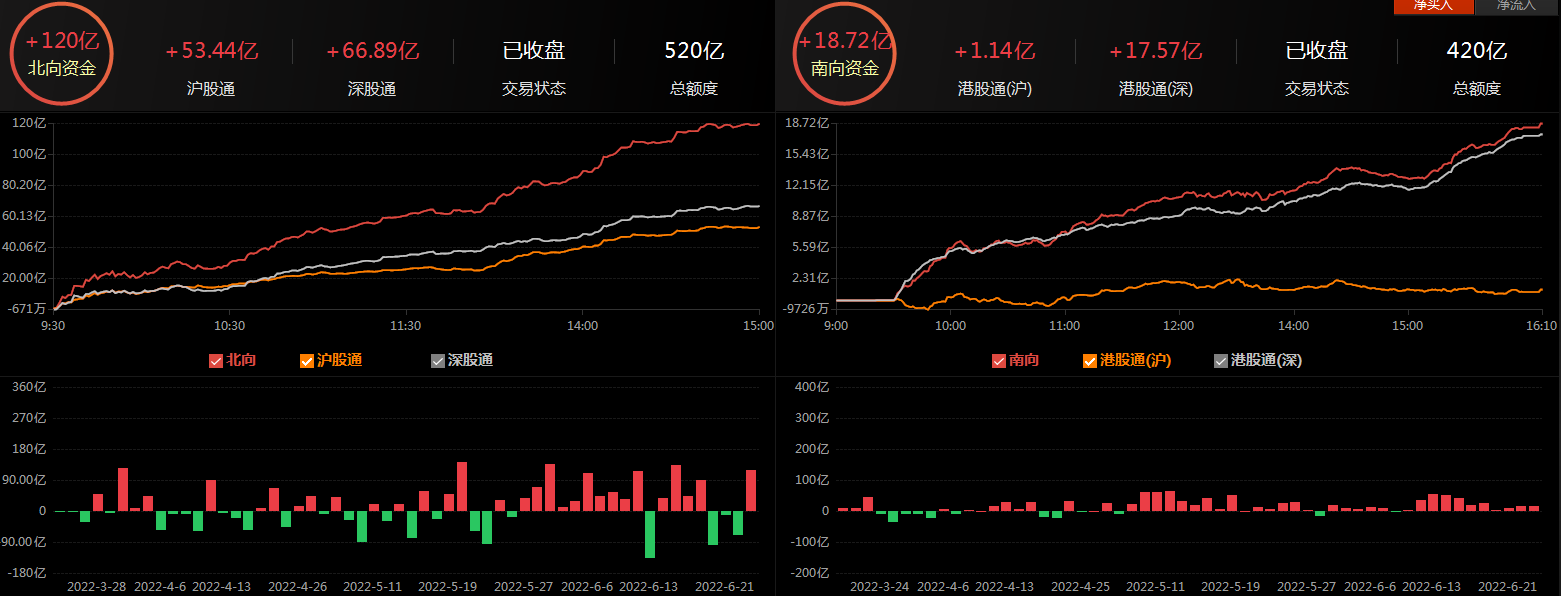 +120亿
北向资金
+53.44亿
沪股通
+66.89亿
深股通
已收盘
交易状态
520亿
总额度
120亿
100亿
80.20亿
60.13亿
40.06亿
20.00亿
-671万
9:30 10:30 11:30 14:00 15:00
北向 沪股通 深股通
360亿
270亿
180亿
90.00亿
0
90.00亿
-180亿
2022-3-28 2022-4-6 2022-4-13 2022-4-26 2022-5-11 2022-5-19 2022-5-27 2022-6-6 2022-6-13 2022-6-21
净买入 净流入
+18.72亿
南向资金
+1.14亿
港股通(沪)
+17.57亿
港股通(深)
已收盘
交易状态
420亿
总额度
18.72亿
15.43亿
12.15亿
8.87亿
5.59亿
2.31亿
-9726万
9:00 10:00 11:00 12:00 14:00 15:00 16:10
南向 港股通(沪) 港股通(深)
400亿
300亿
200亿
100亿
0
-100亿
-200亿
2022-3-24 2022-4-6 2022-4-13 2022-4-25 2022-5-11 2022-5-19 2022-5-27 2022-6-6 2022-6-13 2022-6-21